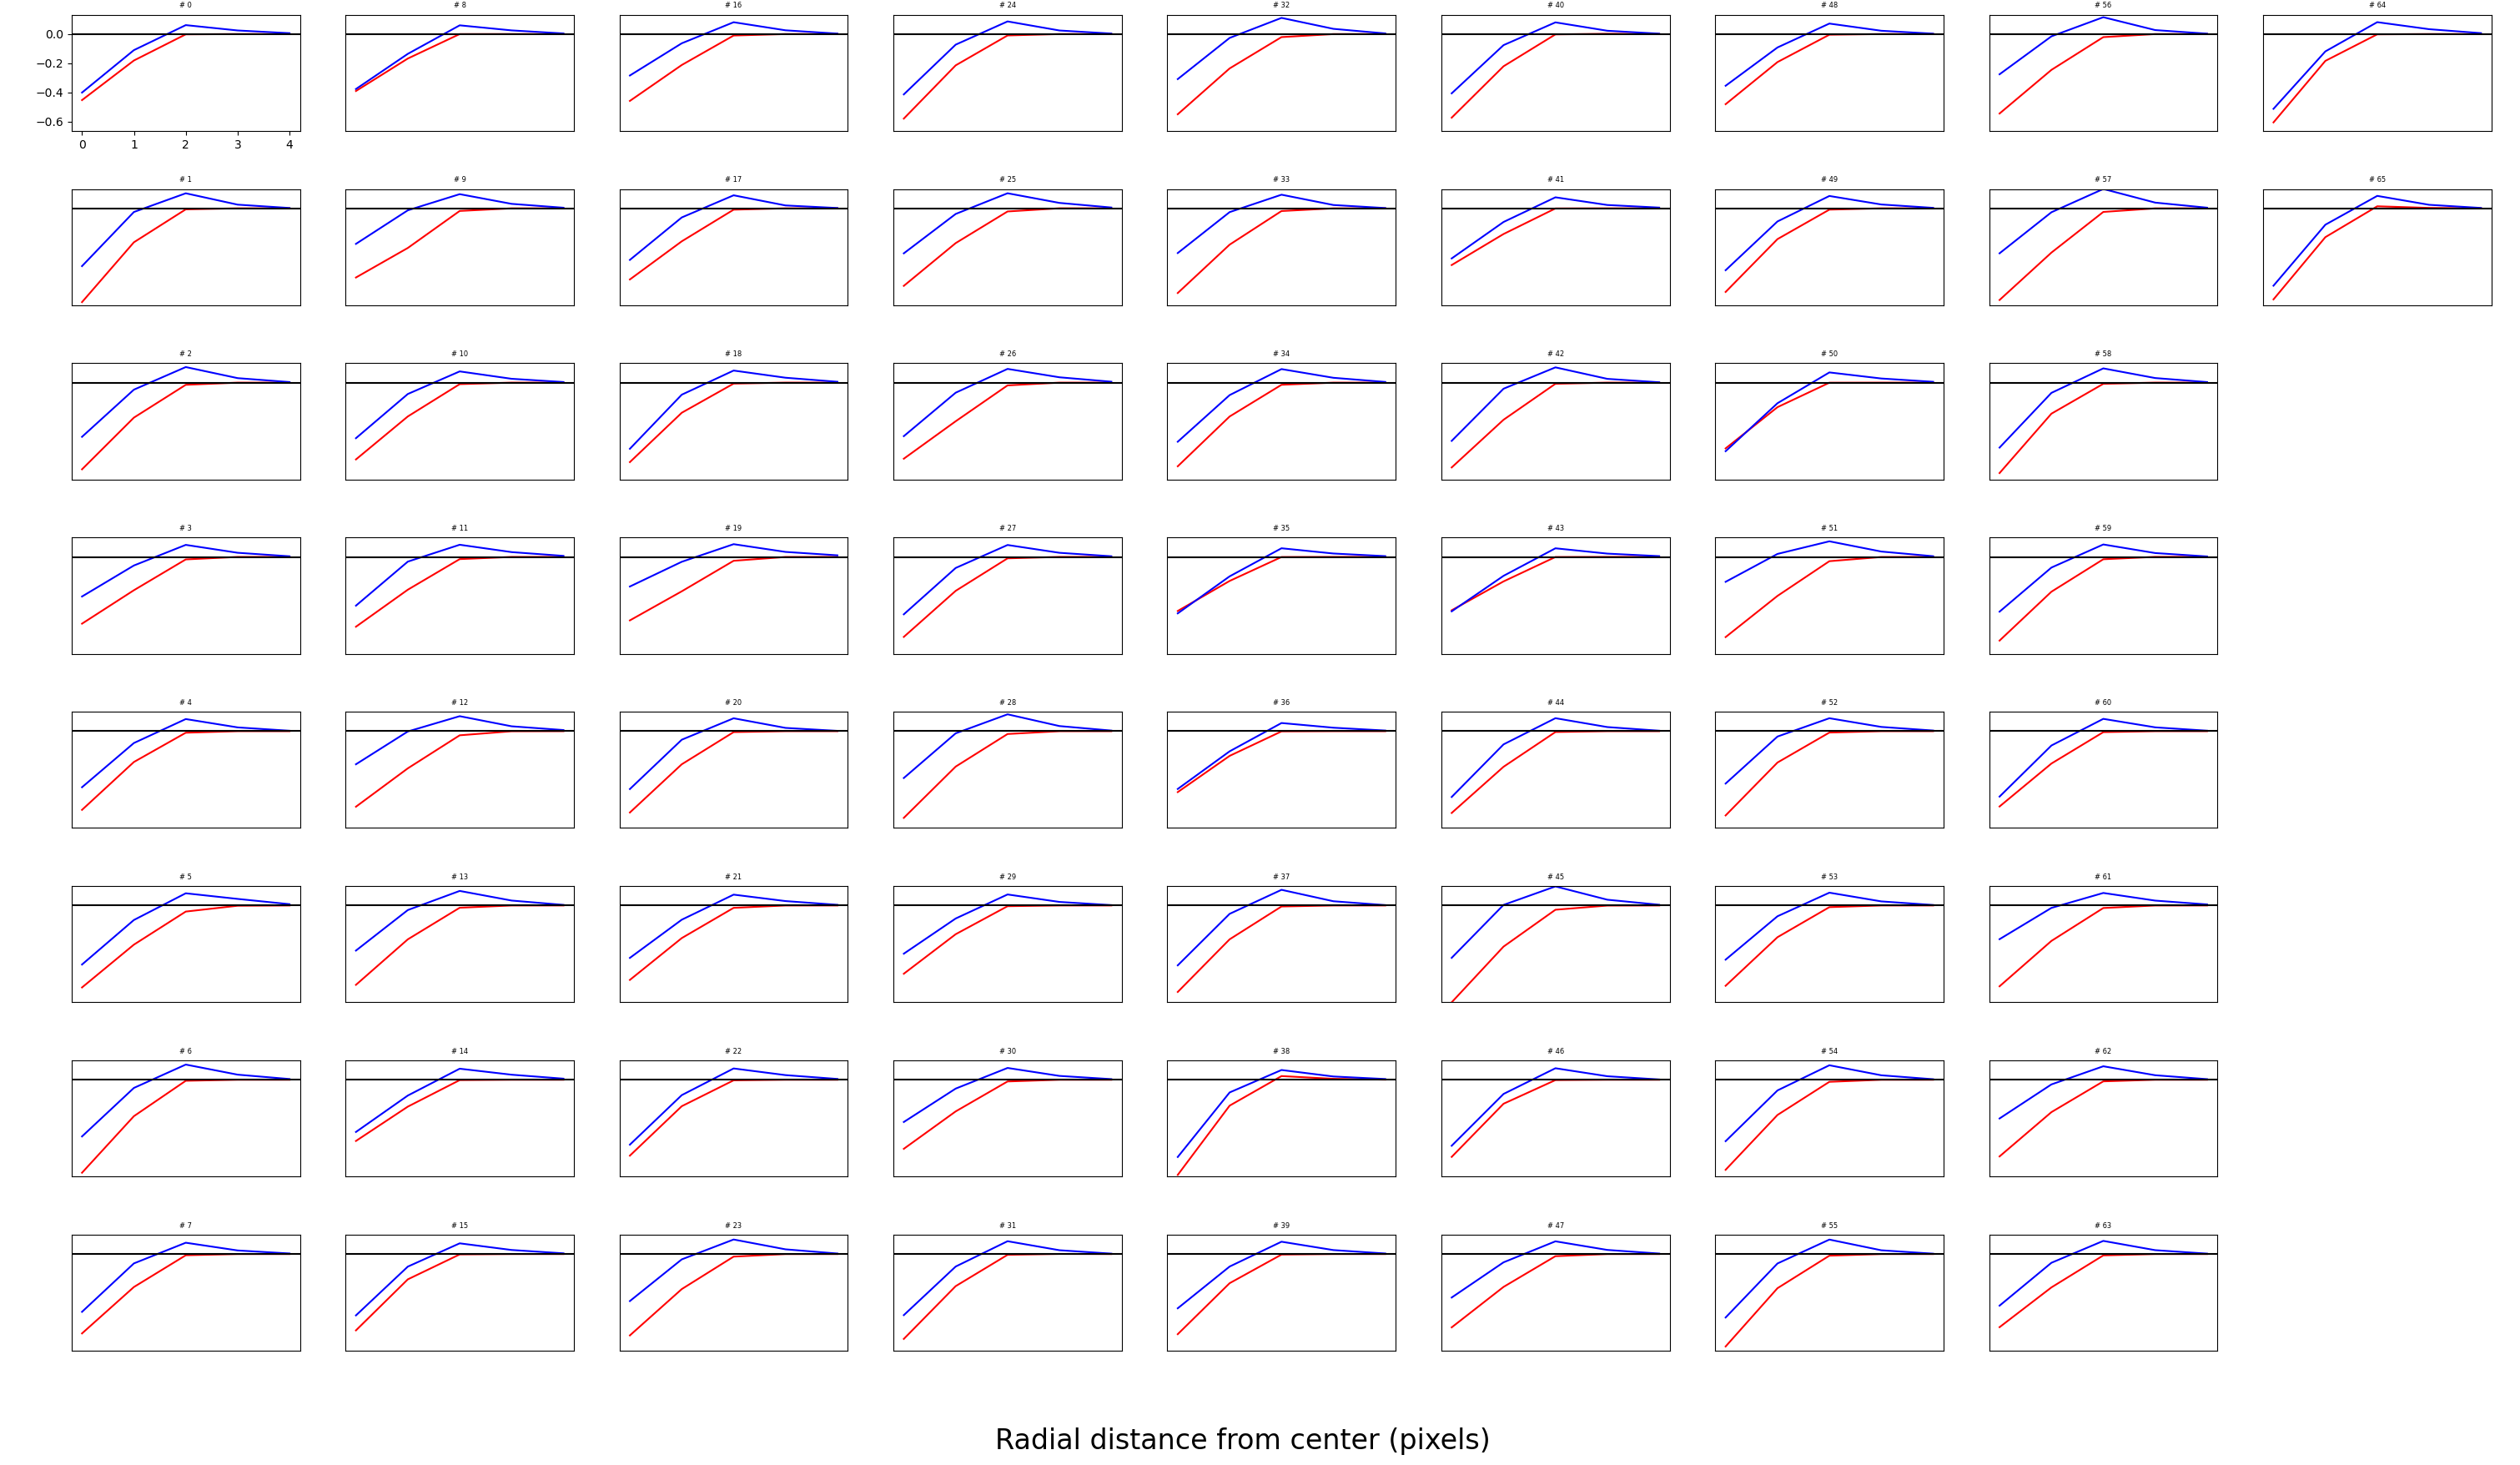 # 0 # 8 # 16 # 24 # 32 # 40 # 48 # 56 # 64
0.0
−0.2
−0.4
−0.6
0 1 2 3 4
# 1 # 9 # 17 # 25 # 33 # 41 # 49 # 57 # 65
# 2 # 10 # 18 # 26 # 34 # 42 # 50 # 58
# 3 # 11 # 19 # 27 # 35 # 43 # 51 # 59
# 4 # 12 # 20 # 28 # 36 # 44 # 52 # 60
# 5 # 13 # 21 # 29 # 37 # 45 # 53 # 61
# 6 # 14 # 22 # 30 # 38 # 46 # 54 # 62
# 7 # 15 # 23 # 31 # 39 # 47 # 55 # 63
Radial distance from center (pixels)